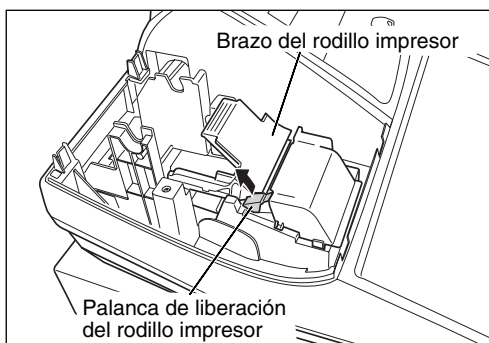 Brazo del rodillo impresor
Palanca de liberación
del rodillo impresor